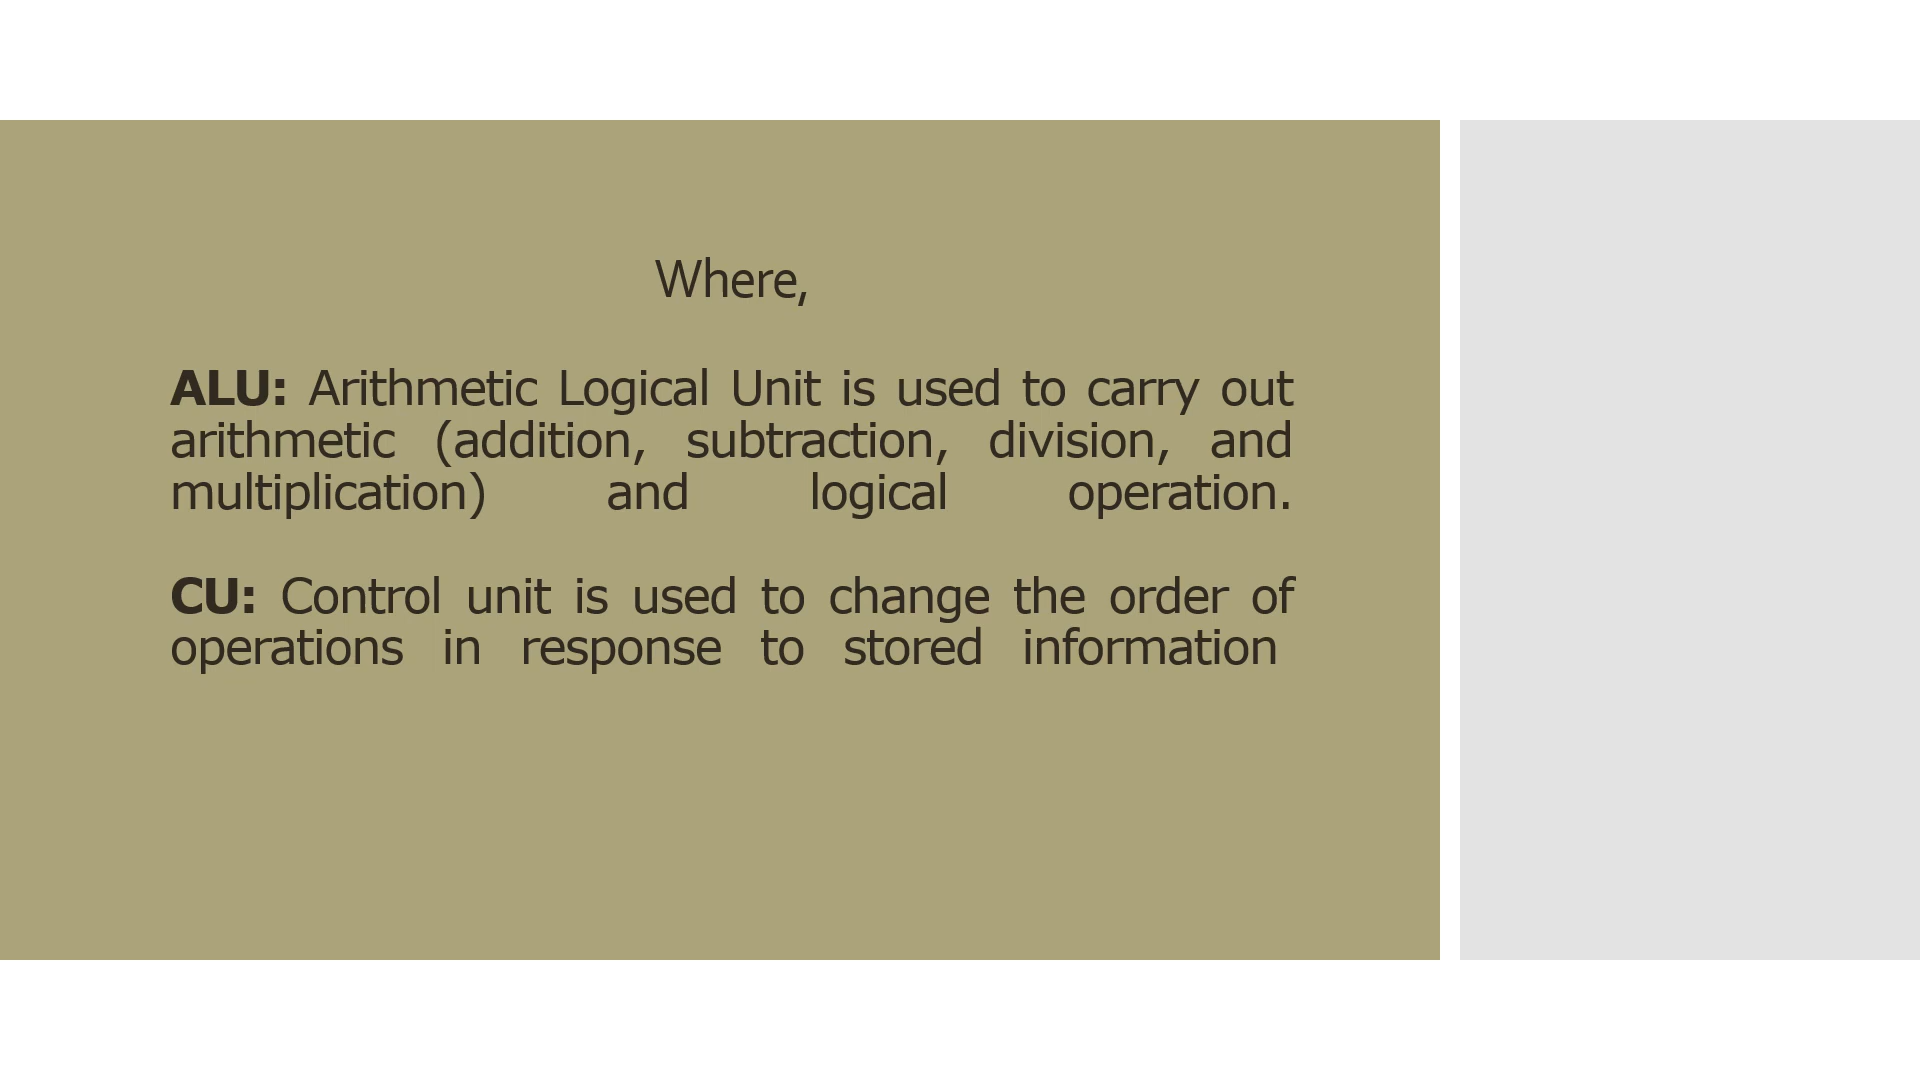 Where,
ALU: Arithmetic Logical Unit is used to carry out
arithmetic (addition, subtraction, division, and
multiplication) and logical operation.
CU: Control unit is used to change the order of
operations in response to stored information